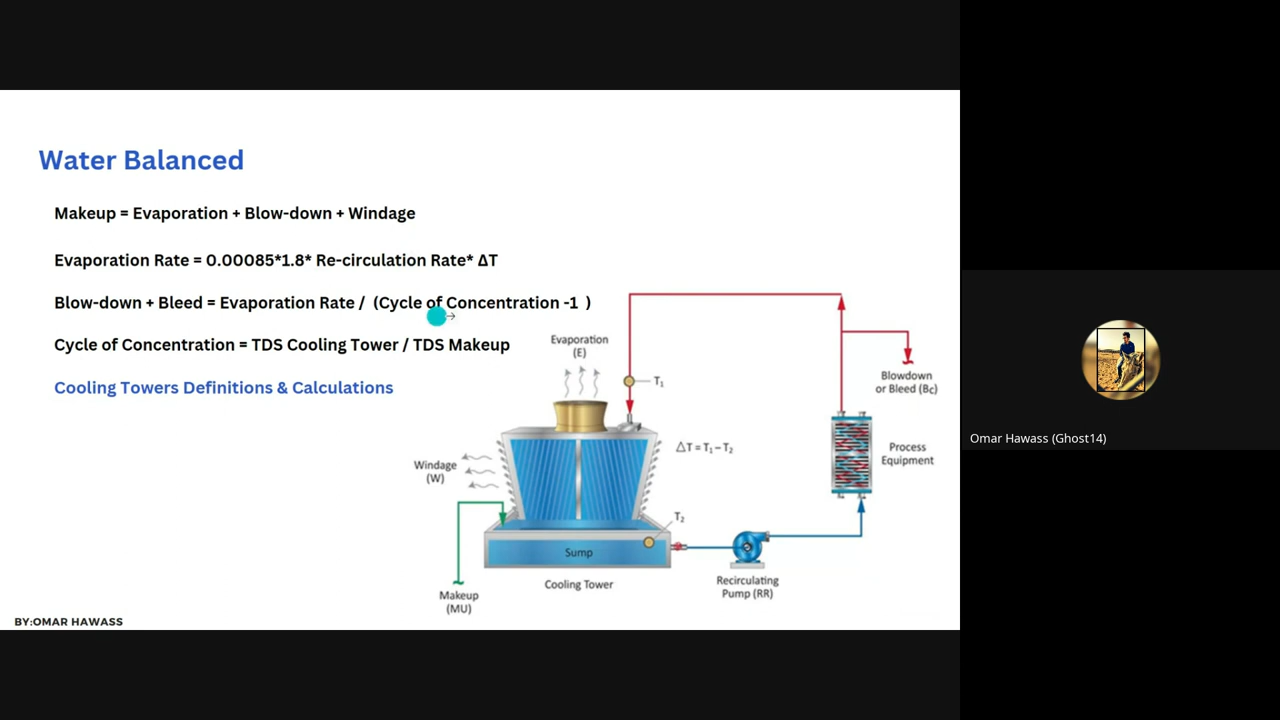 Water Balanced
Makeup = Evaporation + Blow-down + Windage
Evaporation Rate = 0.00085*1.8* Re-circulation Rate* ΔT
Blow-down + Bleed = Evaporation Rate / (Cycle of Concentration -1 )
Cycle of Concentration = TDS Cooling Tower / TDS Makeup
Cooling Towers Definitions & Calculations
Evaporation
(E)
T₁
Blowdown
or Bleed (Bc)
△T = T₁ – T₂
Process
Equipment
Windage
(W)
T₂
Sump
Cooling Tower
Recirculating
Pump (RR)
Makeup
(MU)
BY:OMAR HAWASS
Omar Hawass (Ghost14)